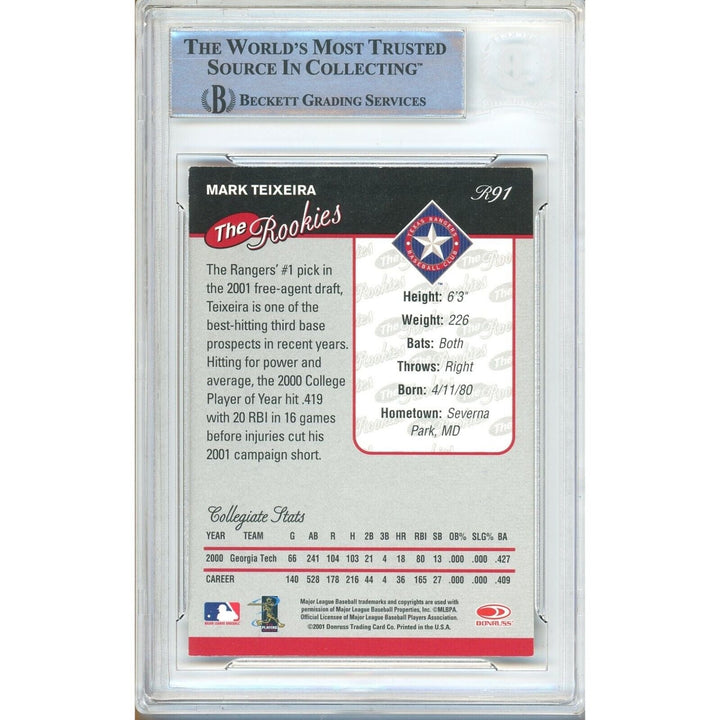 THE WORLD'S MOST TRUSTED
SOURCE IN COLLECTING™
B BECKETT GRADING SERVICES
MARK TEIXEIRA
R91
The Rookies
TEXAS RANGERS
BASEBALL CLUB
The Rangers' #1 pick in
the 2001 free-agent draft,
Teixeira is one of the
best-hitting third base
prospects in recent years.
Hitting for power and
average, the 2000 College
Player of Year hit .419
with 20 RBI in 16 games
before injuries cut his
2001 campaign short.
Height: 6'3"
Weight: 226
Bats: Both
Throws: Right
Born: 4/11/80
Hometown: Severna
Park, MD
Collegiate Stats
YEAR TEAM G AB R H 2B 3B HR RBI SB OB% SLG% BA
2000 Georgia Tech 66 241 104 103 21 4 18 80 13 .000 .000 .427
CAREER 140 528 178 216 44 4 36 165 27 .000 .000 .409
Major League Baseball trademarks and copyrights are used with
permission of Major League Baseball Properties, Inc. ©MLBPA.
Official Licensee of Major League Baseball Players Association.
©2001 Donruss Trading Card Co. Printed in the U.S.A.
PLAYERS
DONRUSS